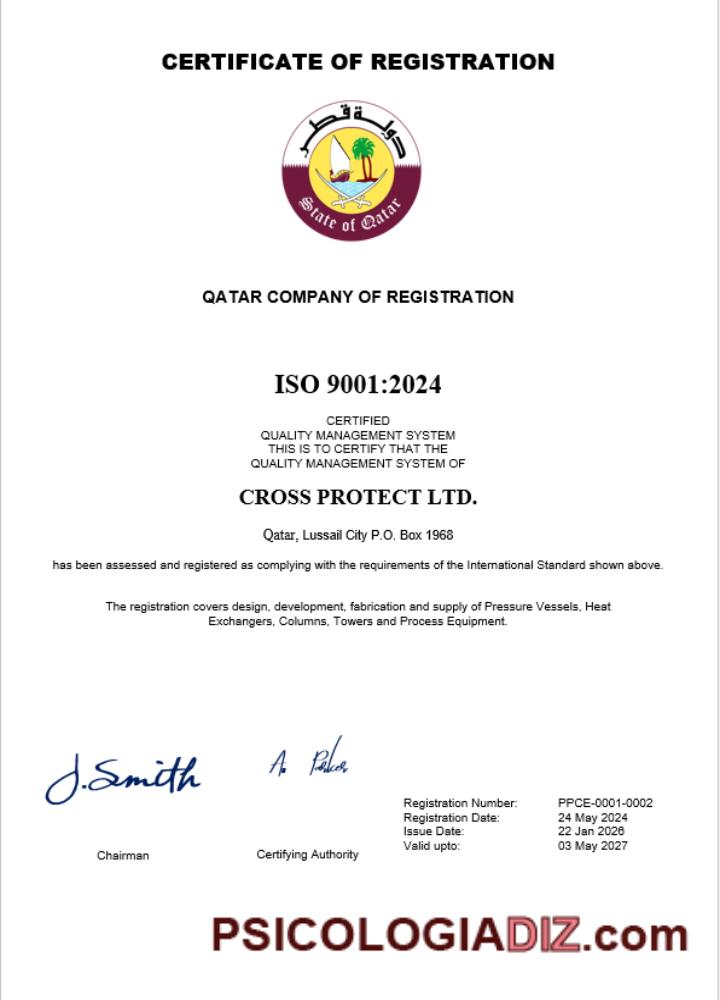 CERTIFICATE OF REGISTRATION
دولة قطر
State of Qatar
QATAR COMPANY OF REGISTRATION
ISO 9001:2024
CERTIFIED
QUALITY MANAGEMENT SYSTEM
THIS IS TO CERTIFY THAT THE
QUALITY MANAGEMENT SYSTEM OF
CROSS PROTECT LTD.
Qatar, Lussail City P.O. Box 1968
has been assessed and registered as complying with the requirements of the International Standard shown above.
The registration covers design, development, fabrication and supply of Pressure Vessels, Heat
Exchangers, Columns, Towers and Process Equipment.
J. Smith
A. Parker
Registration Number: PPCE-0001-0002
Registration Date: 24 May 2024
Issue Date: 22 Jan 2026
Valid upto: 03 May 2027
Chairman
Certifying Authority
PSICOLOGIADIZ.com